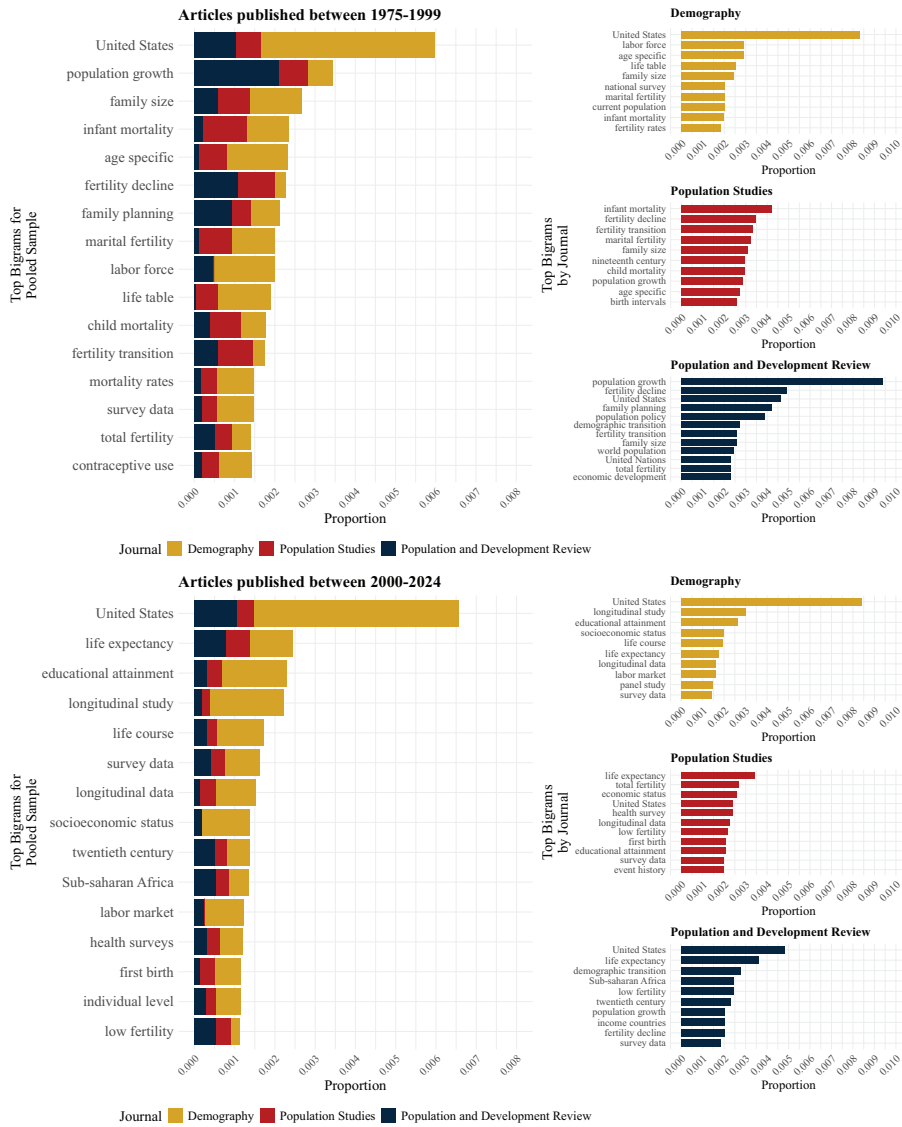 Articles published between 1975-1999
Top Bigrams for
Pooled Sample
United States
population growth
family size
infant mortality
age specific
fertility decline
family planning
marital fertility
labor force
life table
child mortality
fertility transition
mortality rates
survey data
total fertility
contraceptive use
0.000 0.001 0.002 0.003 0.004 0.005 0.006 0.007 0.008
Proportion
Journal Demography Population Studies Population and Development Review
Top Bigrams
by Journal
Demography
United States
labor force
age specific
life table
family size
national survey
marital fertility
current population
infant mortality
fertility rates
0.000 0.001 0.002 0.003 0.004 0.005 0.006 0.007 0.008 0.009 0.010
Proportion
Population Studies
infant mortality
fertility decline
fertility transition
marital fertility
family size
nineteenth century
child mortality
population growth
age specific
birth intervals
0.000 0.001 0.002 0.003 0.004 0.005 0.006 0.007 0.008 0.009 0.010
Proportion
Population and Development Review
population growth
fertility decline
United States
family planning
population policy
demographic transition
fertility transition
family size
world population
United Nations
total fertility
economic development
0.000 0.001 0.002 0.003 0.004 0.005 0.006 0.007 0.008 0.009 0.010
Proportion
Articles published between 2000-2024
Top Bigrams for
Pooled Sample
United States
life expectancy
educational attainment
longitudinal study
life course
survey data
longitudinal data
socioeconomic status
twentieth century
Sub-saharan Africa
labor market
health surveys
first birth
individual level
low fertility
0.000 0.001 0.002 0.003 0.004 0.005 0.006 0.007 0.008
Proportion
Journal Demography Population Studies Population and Development Review
Top Bigrams
by Journal
Demography
United States
longitudinal study
educational attainment
socioeconomic status
life course
life expectancy
longitudinal data
labor market
panel study
survey data
0.000 0.001 0.002 0.003 0.004 0.005 0.006 0.007 0.008 0.009 0.010
Proportion
Population Studies
life expectancy
total fertility
economic status
United States
health survey
longitudinal data
low fertility
first birth
educational attainment
survey data
event history
0.000 0.001 0.002 0.003 0.004 0.005 0.006 0.007 0.008 0.009 0.010
Proportion
Population and Development Review
United States
life expectancy
demographic transition
Sub-saharan Africa
low fertility
twentieth century
population growth
income countries
fertility decline
survey data
0.000 0.001 0.002 0.003 0.004 0.005 0.006 0.007 0.008 0.009 0.010
Proportion